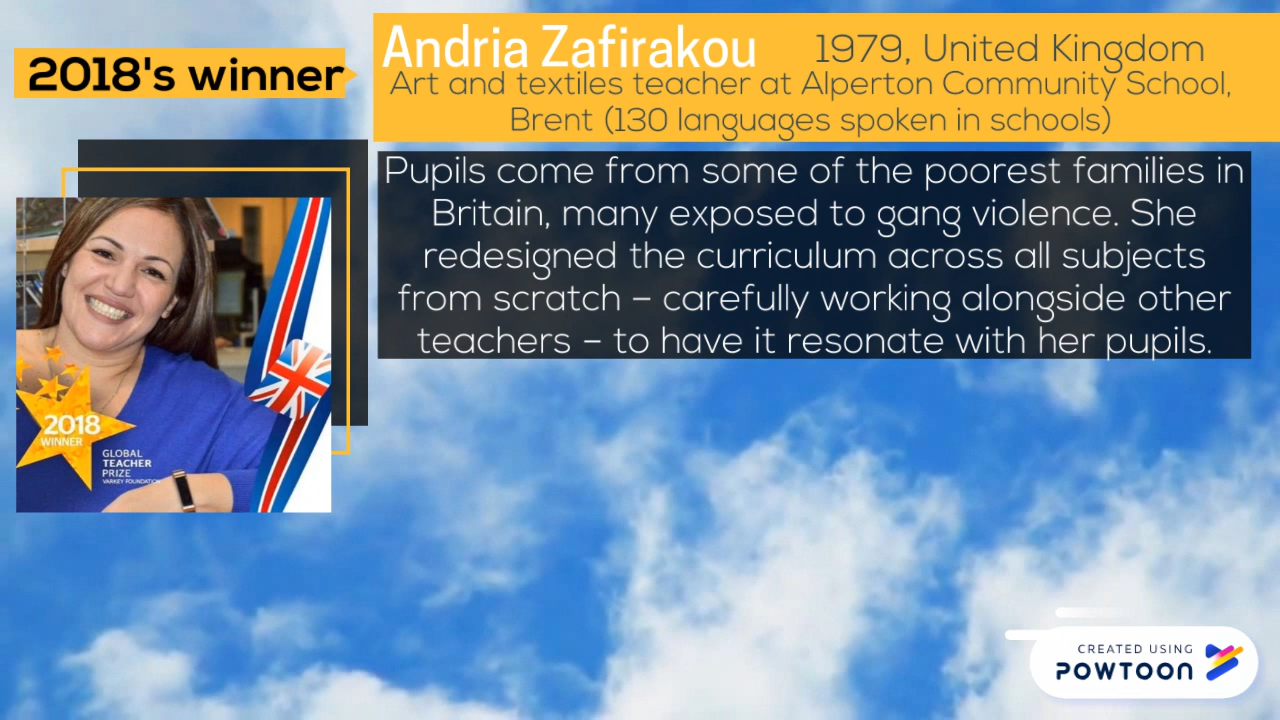 2018's winner
Andria Zafirakou
1979, United Kingdom
Art and textiles teacher at Alperton Community School,
Brent (130 languages spoken in schools)
Pupils come from some of the poorest families in
Britain, many exposed to gang violence. She
redesigned the curriculum across all subjects
from scratch – carefully working alongside other
teachers – to have it resonate with her pupils.
2018
WINNER
GLOBAL
TEACHER
PRIZE
VARKEY FOUNDATION
CREATED USING
POWTOON